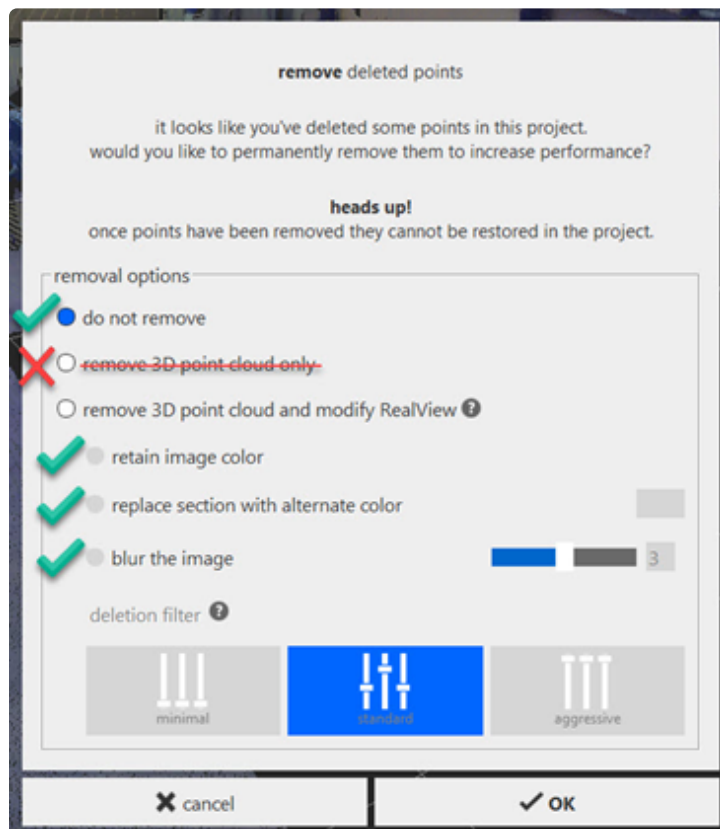 remove deleted points
it looks like you've deleted some points in this project.
would you like to permanently remove them to increase performance?
heads up!
once points have been removed they cannot be restored in the project.
removal options
do not remove
remove 3D point cloud only
remove 3D point cloud and modify RealView ?
retain image color
replace section with alternate color
blur the image 3
deletion filter ?
minimal standard aggressive
cancel OK